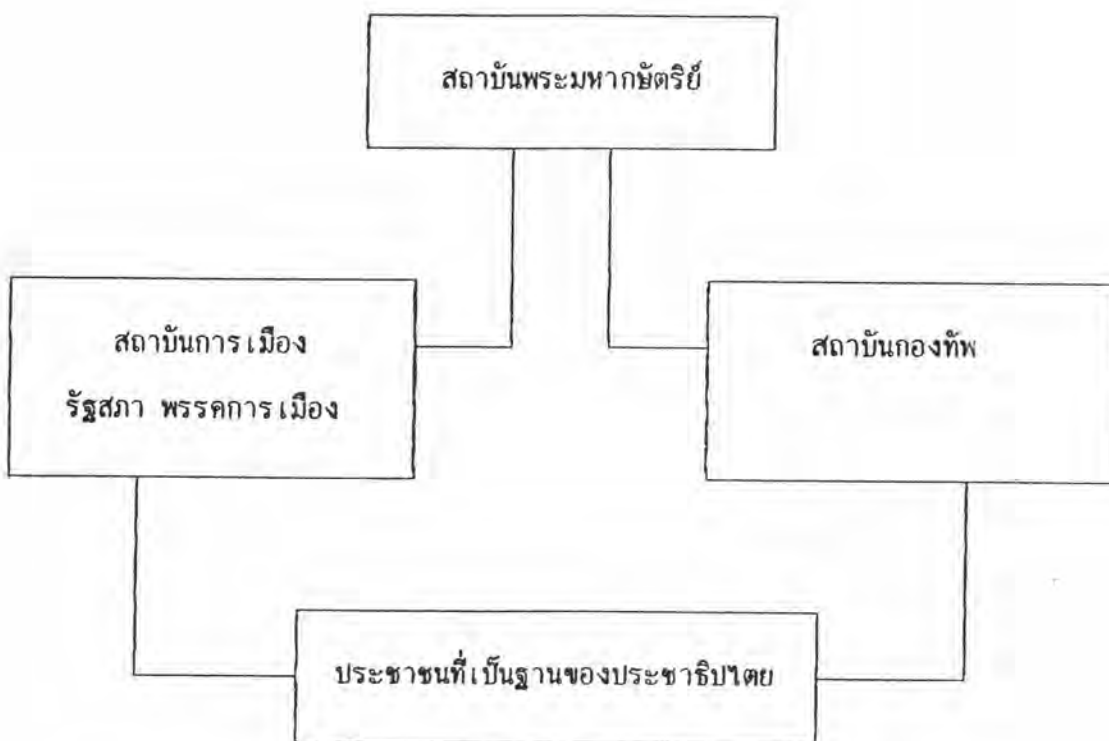 สถาบันพระมหากษัตริย์
สถาบันการเมือง
รัฐสภา พรรคการเมือง
สถาบันกองทัพ
ประชาชนที่เป็นฐานของประชาธิปไตย